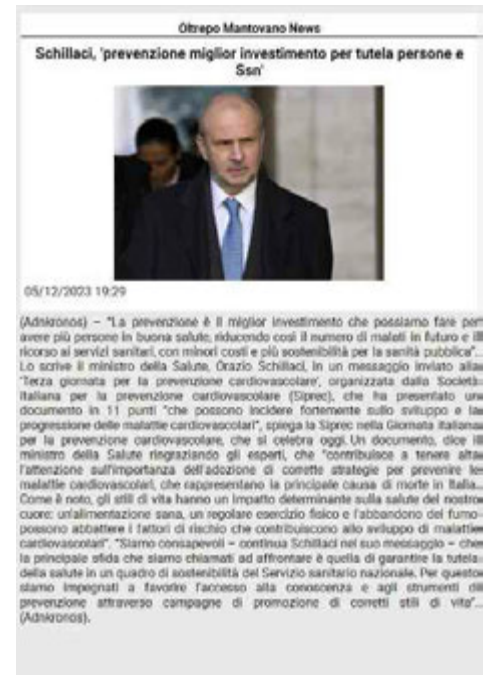 Oltrepo Mantovano News
Schillaci, 'prevenzione miglior investimento per tutela persone e
Ssn'
05/12/2023 19:29
(Adnkronos) – "La prevenzione è il miglior investimento che possiamo fare per
avere più persone in buona salute, riducendo così il numero di malati in futuro e il
ricorso ai servizi sanitari, con minori costi e più sostenibilità per la sanità pubblica".
Lo scrive il ministro della Salute, Orazio Schillaci, in un messaggio inviato alla
'Terza giornata per la prevenzione cardiovascolare', organizzata dalla Società
italiana per la prevenzione cardiovascolare (Siprec), che ha presentato un
documento in 11 punti "che possono incidere fortemente sullo sviluppo e la
progressione delle malattie cardiovascolari", spiega la Siprec nella Giornata italiana
per la prevenzione cardiovascolare, che si celebra oggi. Un documento, dice il
ministro della Salute ringraziando gli esperti, che "contribuisce a tenere alta
l'attenzione sull'importanza dell'adozione di corrette strategie per prevenire le
malattie cardiovascolari, che rappresentano la principale causa di morte in Italia.
Come è noto, gli stili di vita hanno un impatto determinante sulla salute del nostro
cuore: un'alimentazione sana, un regolare esercizio fisico e l'abbandono del fumo
possono abbattere i fattori di rischio che contribuiscono allo sviluppo di malattie
cardiovascolari". "Siamo consapevoli – continua Schillaci nel suo messaggio – che
la principale sfida che siamo chiamati ad affrontare è quella di garantire la tutela
della salute in un quadro di sostenibilità del Servizio sanitario nazionale. Per questo
siamo impegnati a favorire l'accesso alla conoscenza e agli strumenti di
prevenzione attraverso campagne di promozione di corretti stili di vita".
(Adnkronos).